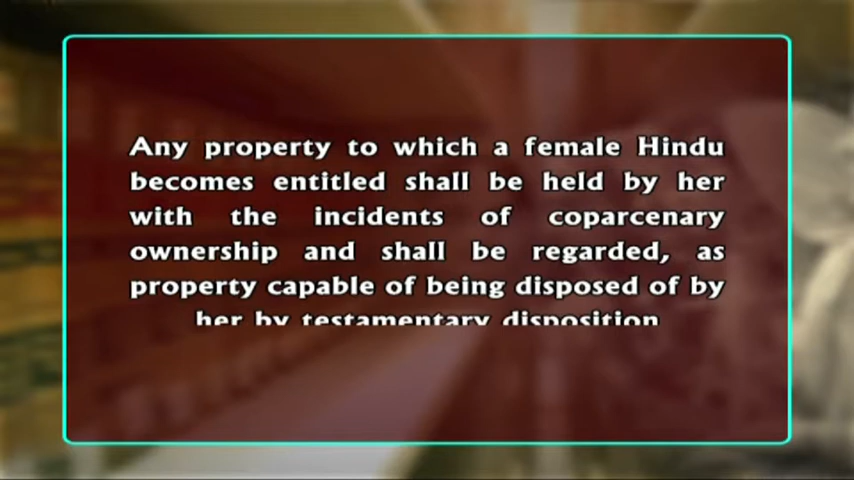 Any property to which a female Hindu
becomes entitled shall be held by her
with the incidents of coparcenary
ownership and shall be regarded, as
property capable of being disposed of by
her by testamentary disposition